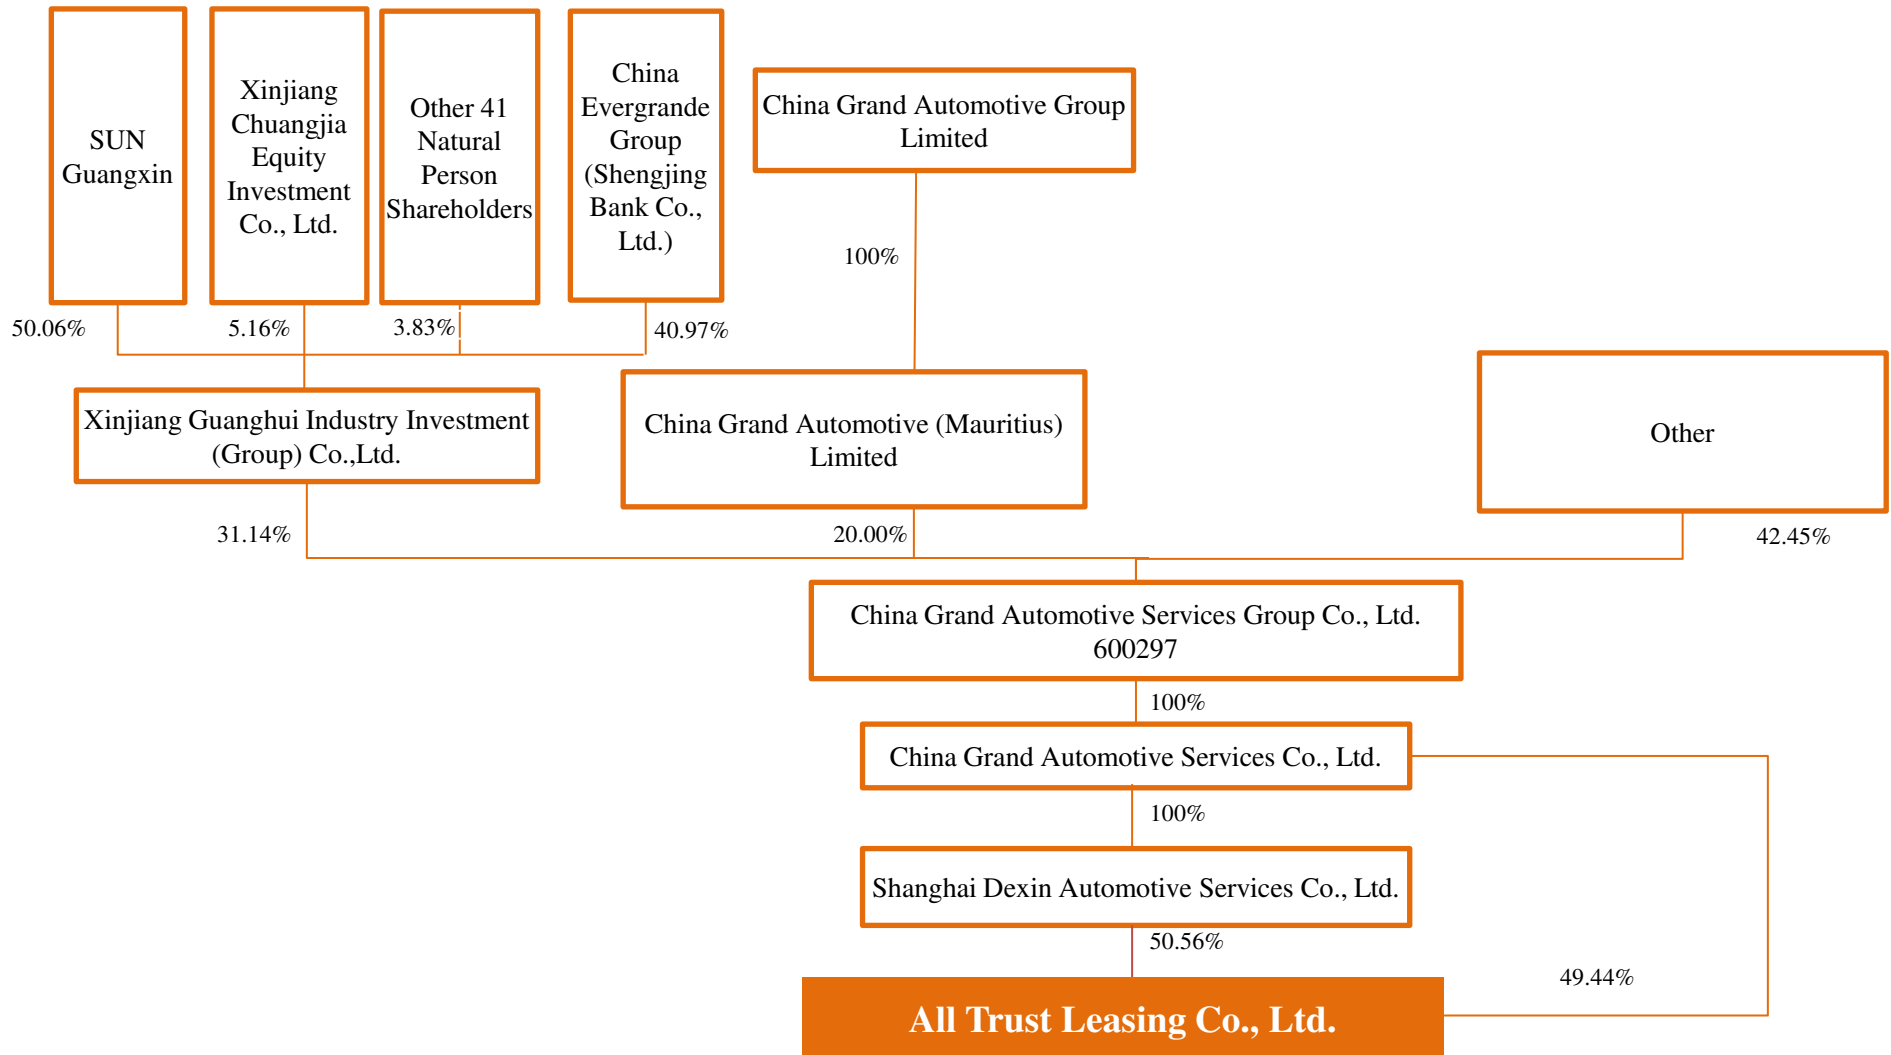 SUN
Guangxin
Xinjiang
Chuangjia
Equity
Investment
Co., Ltd.
Other 41
Natural
Person
Shareholders
China
Evergrande
Group
(Shengjing
Bank Co.,
Ltd.)
China Grand Automotive Group
Limited
100%
50.06%
5.16%
3.83%
40.97%
Xinjiang Guanghui Industry Investment
(Group) Co.,Ltd.
China Grand Automotive (Mauritius)
Limited
Other
31.14%
20.00%
42.45%
China Grand Automotive Services Group Co., Ltd.
600297
100%
China Grand Automotive Services Co., Ltd.
100%
Shanghai Dexin Automotive Services Co., Ltd.
50.56%
49.44%
All Trust Leasing Co., Ltd.